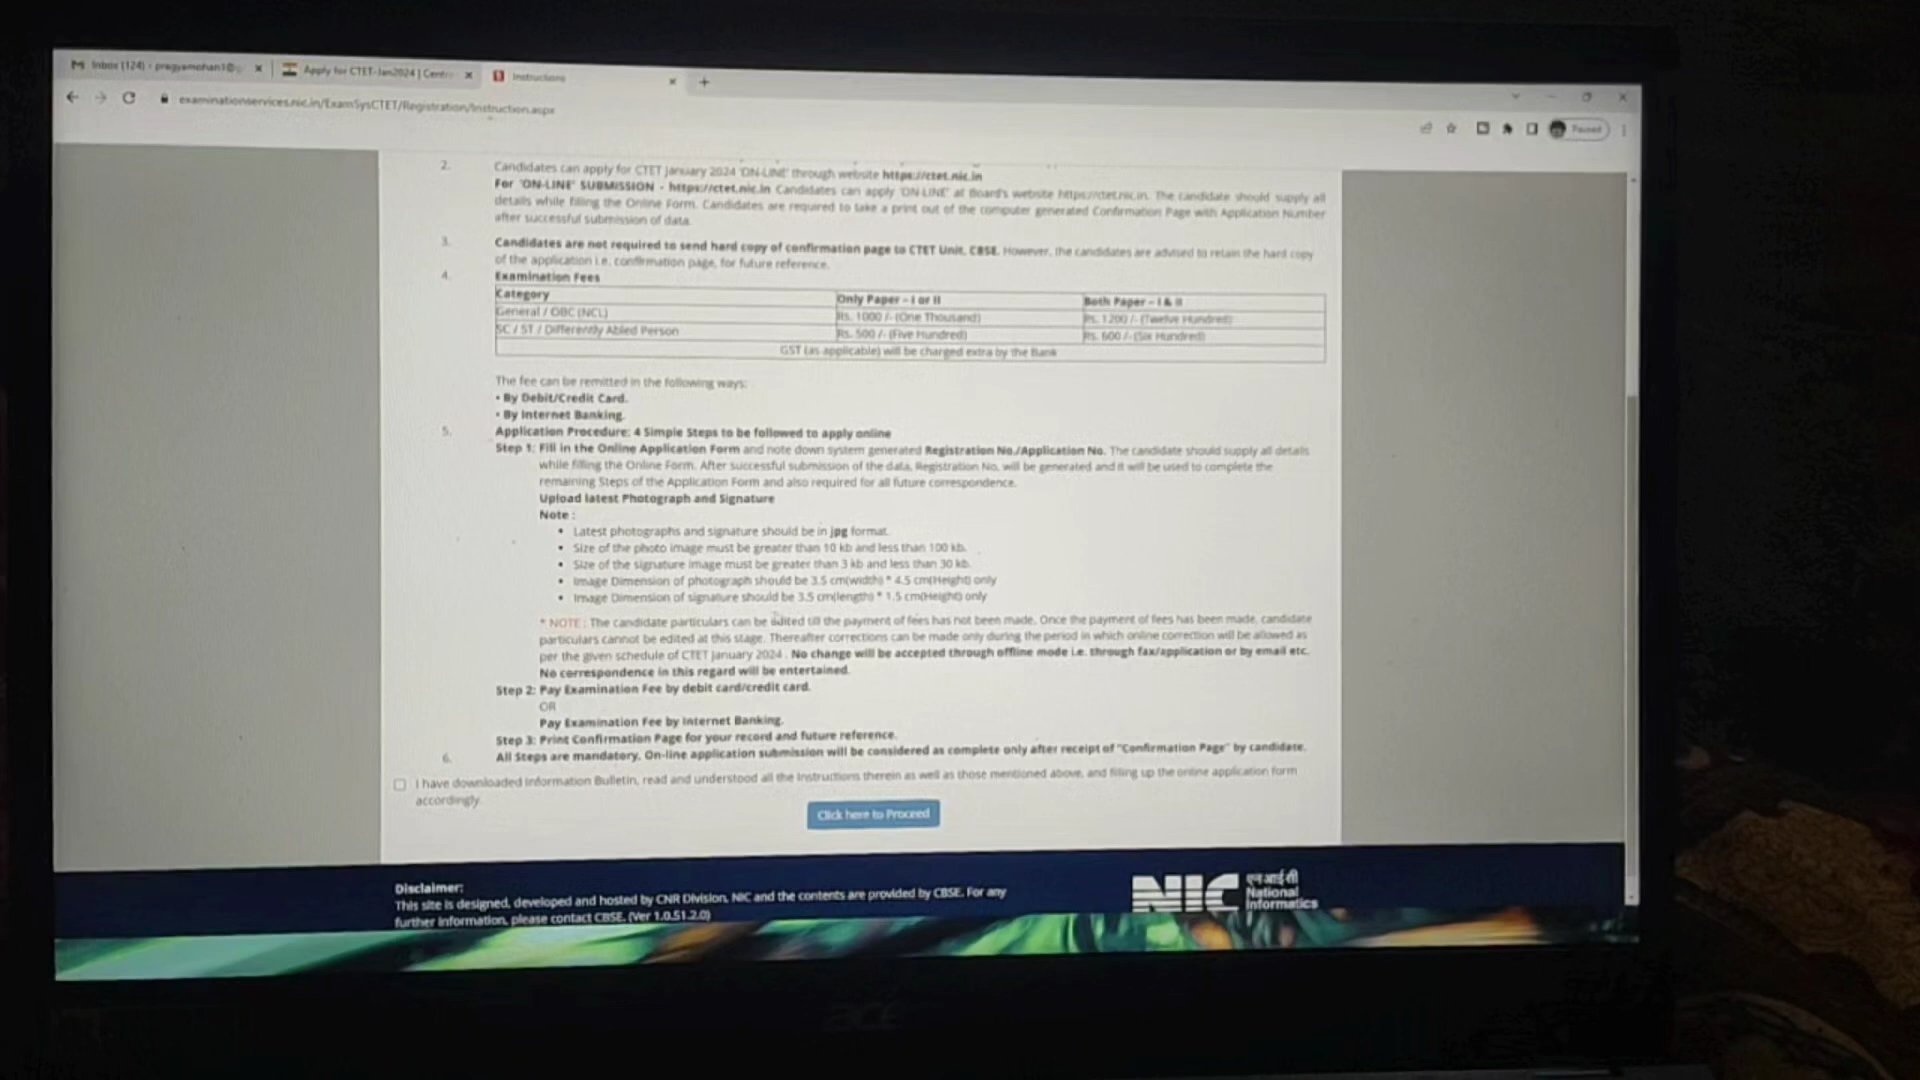 Inbox (124) - pragyamohan1@g
Apply for CTET-Jan2024 | Centr
Instructions
examinationservices.nic.in/ExamSysCTET/Registration/Instruction.aspx
Paused
2. Candidates can apply for CTET January 2024 'ON-LINE' through website https://ctet.nic.in
For 'ON-LINE' SUBMISSION - https://ctet.nic.in Candidates can apply 'ON-LINE' at Board's website https://ctet.nic.in. The candidate should supply all
details while filling the Online Form. Candidates are required to take a print out of the computer generated Confirmation Page with Application Number
after successful submission of data.
3. Candidates are not required to send hard copy of confirmation page to CTET Unit, CBSE. However, the candidates are advised to retain the hard copy
of the application i.e. confirmation page, for future reference.
4. Examination Fees
Category Only Paper – I or II Both Paper – I & II
General / OBC (NCL) Rs. 1000 /- (One Thousand) Rs. 1200 /- (Twelve Hundred)
SC / ST / Differently Abled Person Rs. 500 /- (Five Hundred) Rs. 600 /- (Six Hundred)
GST (as applicable) will be charged extra by the Bank
The fee can be remitted in the following ways:
• By Debit/Credit Card.
• By Internet Banking.
5. Application Procedure: 4 Simple Steps to be followed to apply online
Step 1: Fill in the Online Application Form and note down system generated Registration No./Application No. The candidate should supply all details
while filling the Online Form. After successful submission of the data, Registration No. will be generated and it will be used to complete the
remaining Steps of the Application Form and also required for all future correspondence.
Upload latest Photograph and Signature
Note :
• Latest photographs and signature should be in jpg format.
• Size of the photo image must be greater than 10 kb and less than 100 kb.
• Size of the signature image must be greater than 3 kb and less than 30 kb.
• Image Dimension of photograph should be 3.5 cm(width) * 4.5 cm(Height) only
• Image Dimension of signature should be 3.5 cm(length) * 1.5 cm(Height) only
* NOTE : The candidate particulars can be edited till the payment of fees has not been made. Once the payment of fees has been made, candidate
particulars cannot be edited at this stage. Thereafter corrections can be made only during the period in which online correction will be allowed as
per the given schedule of CTET January 2024 . No change will be accepted through offline mode i.e. through fax/application or by email etc.
No correspondence in this regard will be entertained.
Step 2: Pay Examination Fee by debit card/credit card.
OR
Pay Examination Fee by Internet Banking.
Step 3: Print Confirmation Page for your record and future reference.
6. All Steps are mandatory. On-line application submission will be considered as complete only after receipt of "Confirmation Page" by candidate.
I have downloaded Information Bulletin, read and understood all the Instructions therein as well as those mentioned above, and filling up the online application form
accordingly.
Click here to Proceed
Disclaimer:
This site is designed, developed and hosted by CNR Division, NIC and the contents are provided by CBSE. For any
further information, please contact CBSE. (Ver 1.0.51.2.0)
NIC एन आई सी
National
Informatics
acer